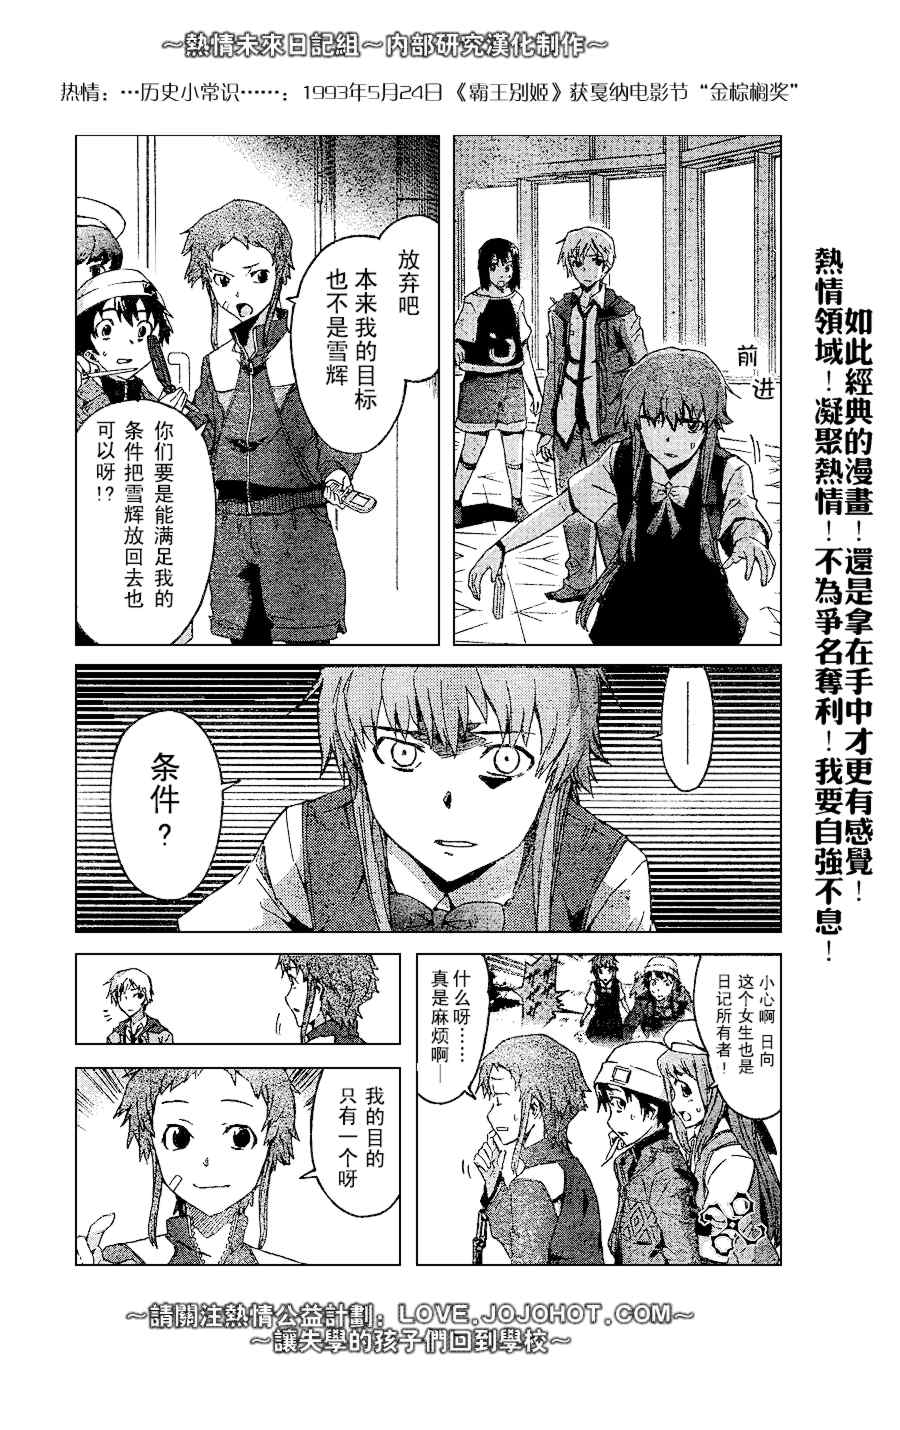 ～熱情未來日記組～内部研究漢化制作～
热情：…历史小常识……：1993年5月24日《霸王别姬》获戛纳电影节“金棕榈奖”
如此經典的漫畫！還是拿在手中才更有感覺！
熱情領域！凝聚熱情！不為爭名奪利！我要自強不息！
前
进
放弃吧
本来我的目标
也不是雪辉
你们要是能满足我的
条件把雪辉放回去也
可以呀！？
——
条件？
小心啊 日向
这个女生也是
日记所有者！
什么呀……
真是麻烦啊—
我的目的
只有一个呀
～請關注熱情公益計劃：LOVE.JOJOHOT.COM～
～讓失學的孩子們回到學校～